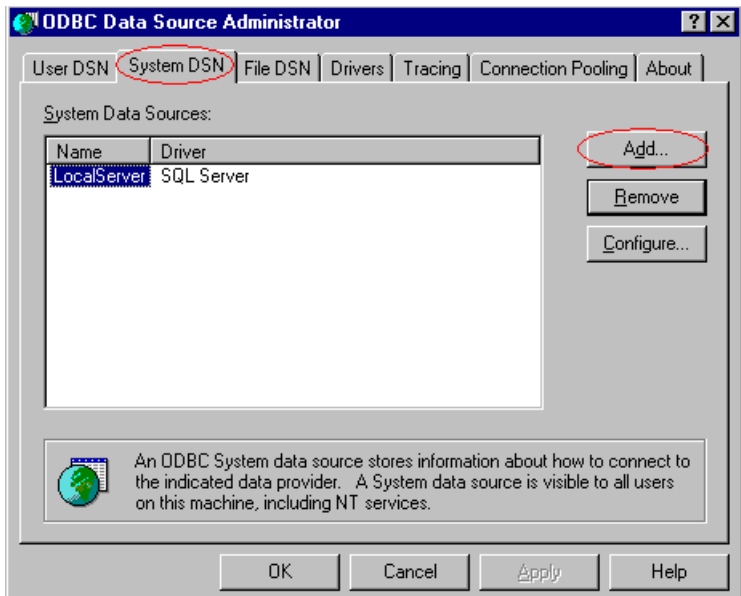 ODBC Data Source Administrator
User DSN System DSN File DSN Drivers Tracing Connection Pooling About
System Data Sources:
Name Driver
LocalServer SQL Server
Add...
Remove
Configure...
An ODBC System data source stores information about how to connect to
the indicated data provider. A System data source is visible to all users
on this machine, including NT services.
OK Cancel Apply Help